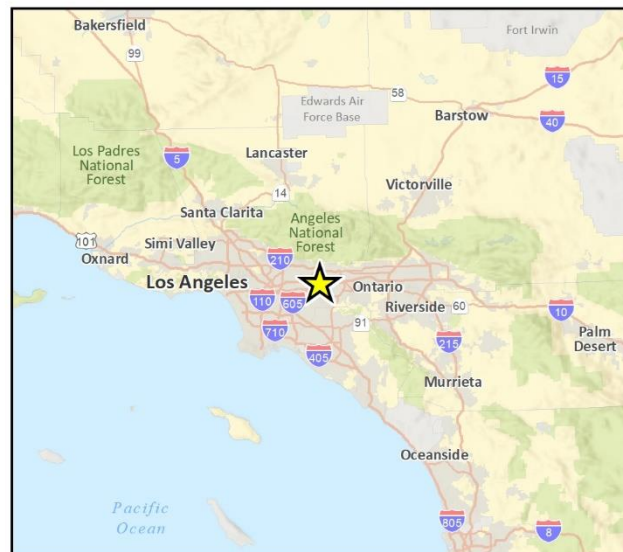 Bakersfield
Fort Irwin
99
15
58
Edwards Air
Force Base
Barstow
40
Los Padres
National
Forest
5
Lancaster
14
Victorville
Santa Clarita
Angeles
National
Forest
101
Oxnard
Simi Valley
210
Los Angeles
Ontario
110
605
Riverside
60
10
710
91
215
Palm
Desert
405
Murrieta
Oceanside
Pacific
Ocean
805
8